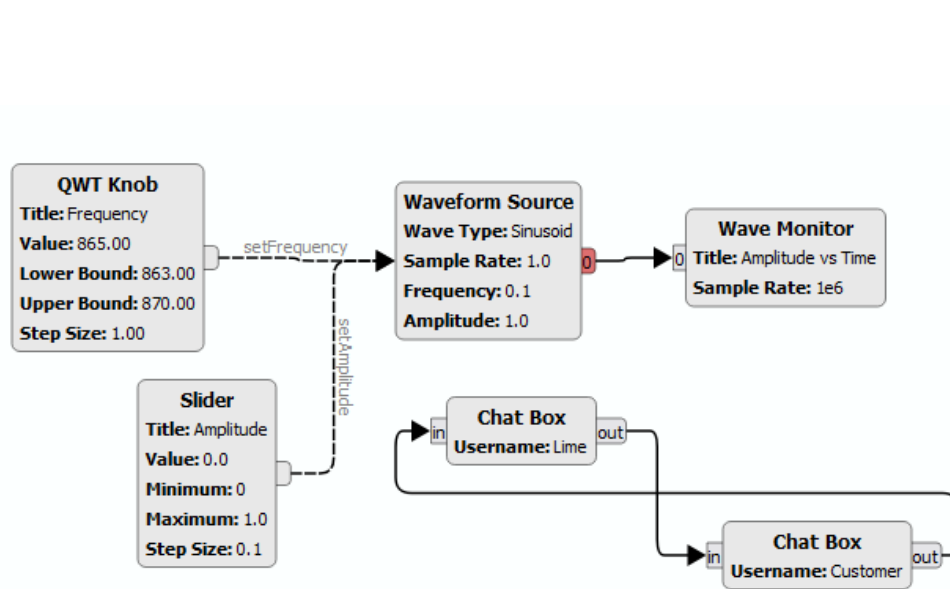 QWT Knob
Title: Frequency
Value: 865.00
Lower Bound: 863.00
Upper Bound: 870.00
Step Size: 1.00
setFrequency
Waveform Source
Wave Type: Sinusoid
Sample Rate: 1.0
Frequency: 0.1
Amplitude: 1.0
0
0
Wave Monitor
Title: Amplitude vs Time
Sample Rate: 1e6
setAmplitude
Slider
Title: Amplitude
Value: 0.0
Minimum: 0
Maximum: 1.0
Step Size: 0.1
in
Chat Box
Username: Lime
out
in
Chat Box
Username: Customer
out